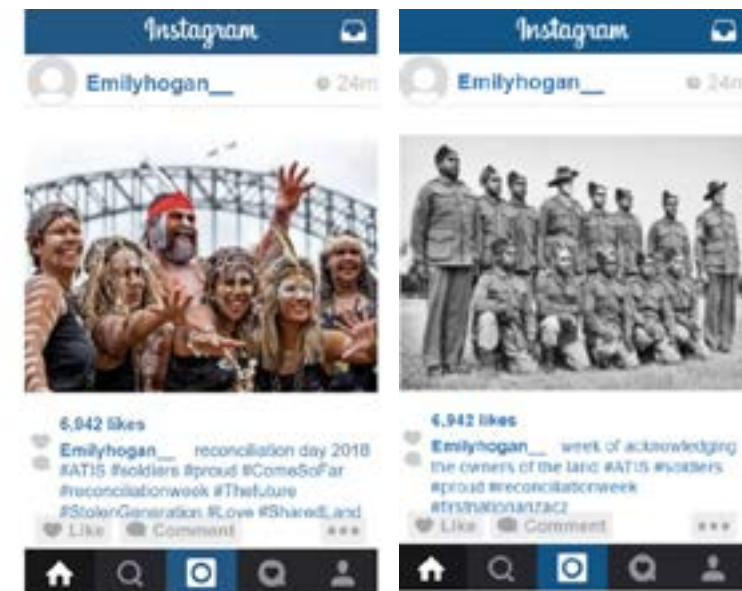 Instagram
Emilyhogan__ 24m
6,942 likes
Emilyhogan__ reconciliation day 2018
#ATIS #soldiers #proud #ComeSoFar
#reconciliationweek #Thefuture
#StolenGeneration #Love #SharedLand
Like Comment
Instagram
Emilyhogan__ 24m
6,942 likes
Emilyhogan__ week of acknowledging
the owners of the land #ATIS #soldiers
#proud #reconciliationweek
#firstnationanzacz
Like Comment